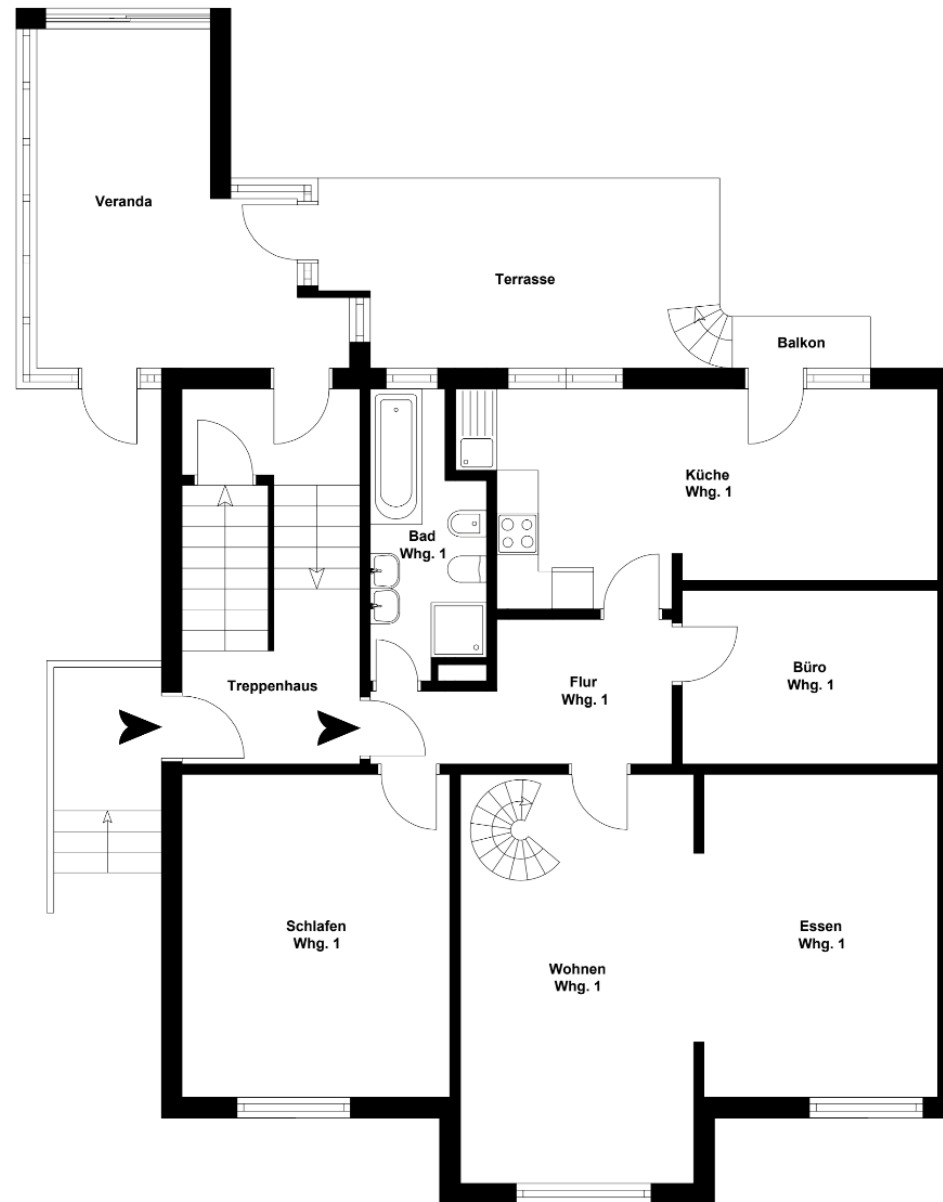 Veranda
Terrasse
Balkon
Küche
Whg. 1
Bad
Whg. 1
Büro
Whg. 1
Flur
Whg. 1
Treppenhaus
Schlafen
Whg. 1
Essen
Whg. 1
Wohnen
Whg. 1